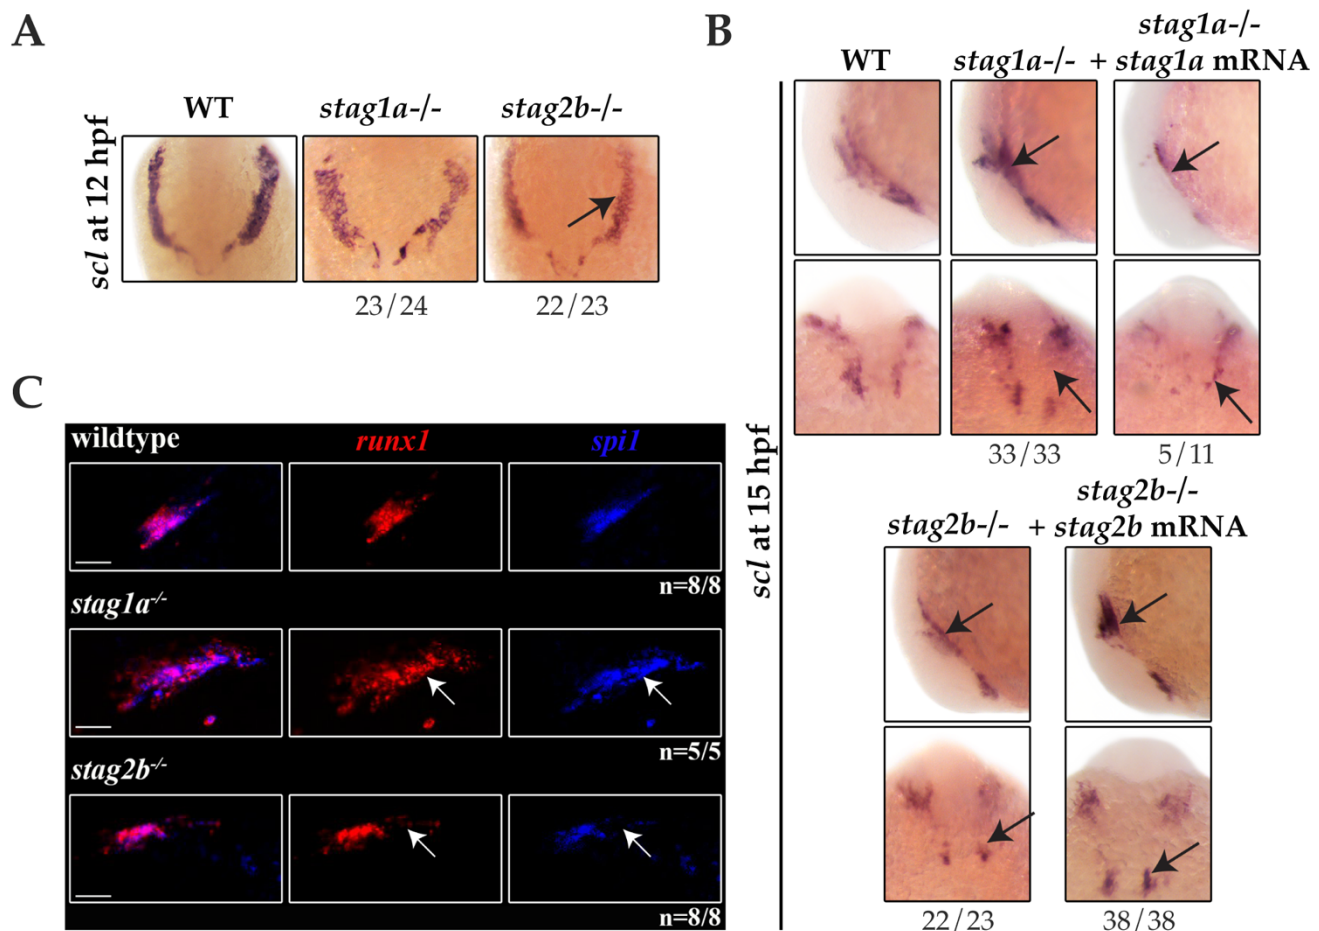 A
WT
stag1a-/-
stag2b-/-
scl at 12 hpf
23/24
22/23
B
WT
stag1a-/-
stag1a-/-
+ stag1a mRNA
33/33
5/11
scl at 15 hpf
stag2b-/-
stag2b-/-
+ stag2b mRNA
22/23
38/38
C
wildtype
runx1
spi1
n=8/8
stag1a-/-
n=5/5
stag2b-/-
n=8/8